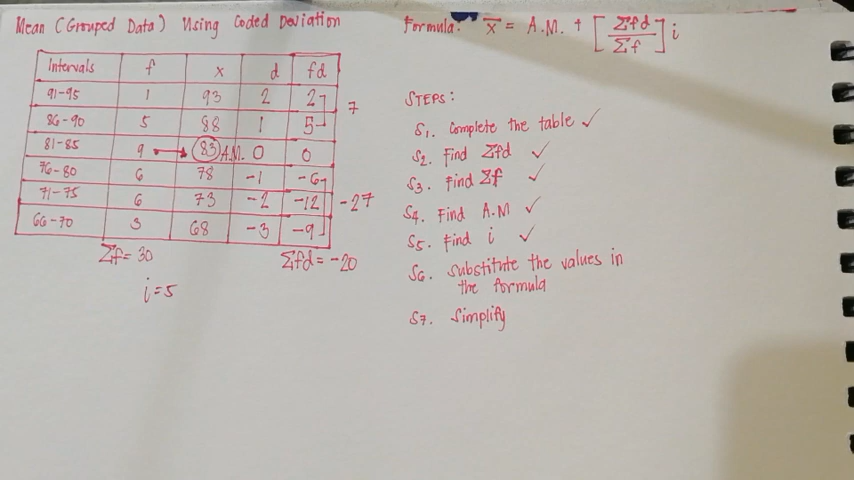 Mean (Grouped Data) Using Coded Deviation
Formula: x̅ = A.M. + [Σfd / Σf] i
Intervals f x d fd
91-95 1 93 2 2
7
86-90 5 88 1 5
81-85 9 83 A.M. 0 0
76-80 6 78 -1 -6
71-75 6 73 -2 -12
-27
66-70 3 68 -3 -9
Σf = 30 Σfd = -20
i = 5
STEPS:
S1. Complete the table ✓
S2. Find Σfd ✓
S3. Find Σf ✓
S4. Find A.M ✓
S5. Find i ✓
S6. Substitute the values in
the formula
S7. Simplify